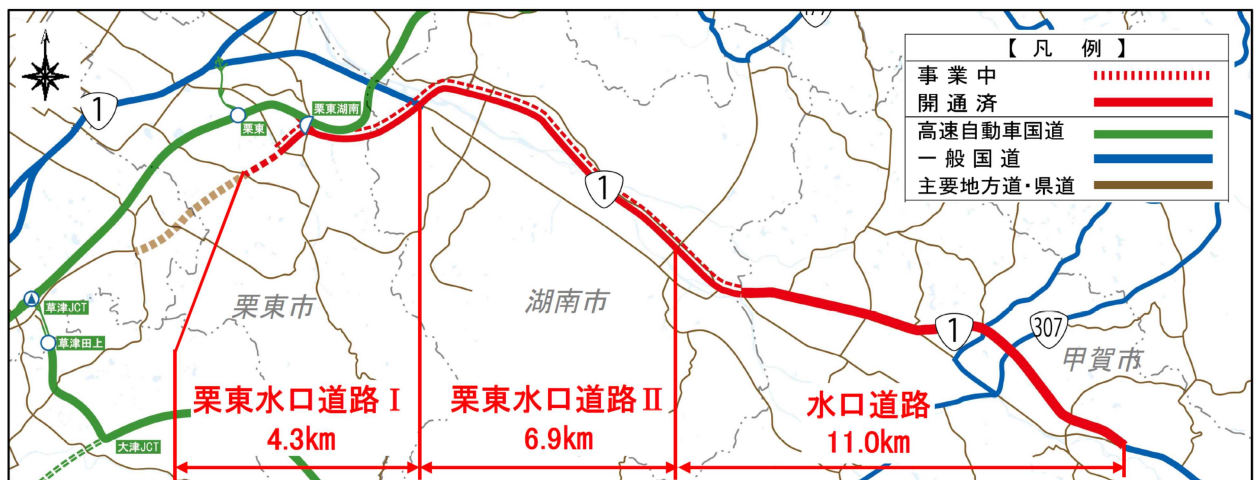 【 凡 例 】
事 業 中
開 通 済
高速自動車国道
一 般 国 道
主要地方道・県道
1
栗東湖南
栗東
1
草津JCT
栗東市
湖南市
1
307
草津田上
甲賀市
栗東水口道路Ⅰ
栗東水口道路Ⅱ
水口道路
4.3km
6.9km
11.0km
大津JCT